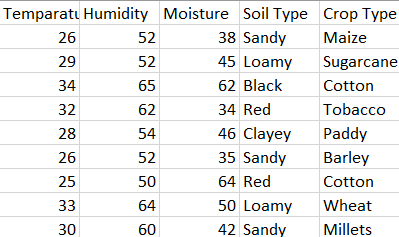 Temparatu Humidity Moisture Soil Type Crop Type
26 52 38 Sandy Maize
29 52 45 Loamy Sugarcane
34 65 62 Black Cotton
32 62 34 Red Tobacco
28 54 46 Clayey Paddy
26 52 35 Sandy Barley
25 50 64 Red Cotton
33 64 50 Loamy Wheat
30 60 42 Sandy Millets